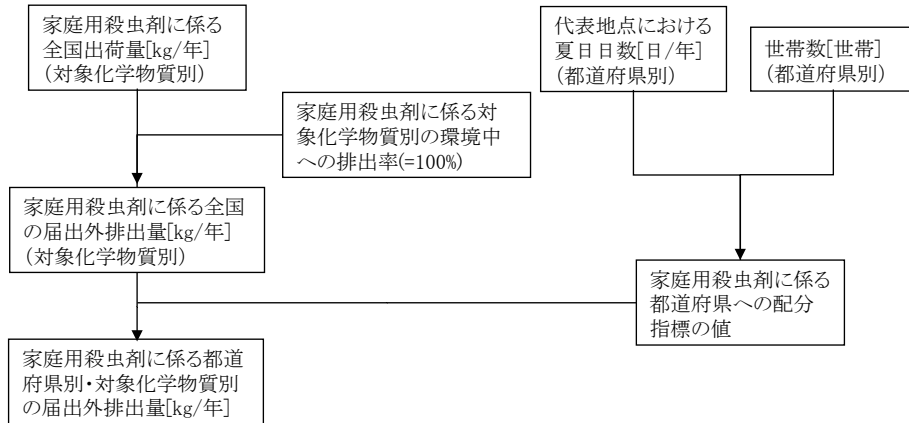 家庭用殺虫剤に係る
全国出荷量[kg/年]
(対象化学物質別)
代表地点における
夏日日数[日/年]
(都道府県別)
世帯数[世帯]
(都道府県別)
家庭用殺虫剤に係る対
象化学物質別の環境中
への排出率(=100%)
家庭用殺虫剤に係る全国
の届出外排出量[kg/年]
(対象化学物質別)
家庭用殺虫剤に係る
都道府県への配分
指標の値
家庭用殺虫剤に係る都道
府県別・対象化学物質別
の届出外排出量[kg/年]